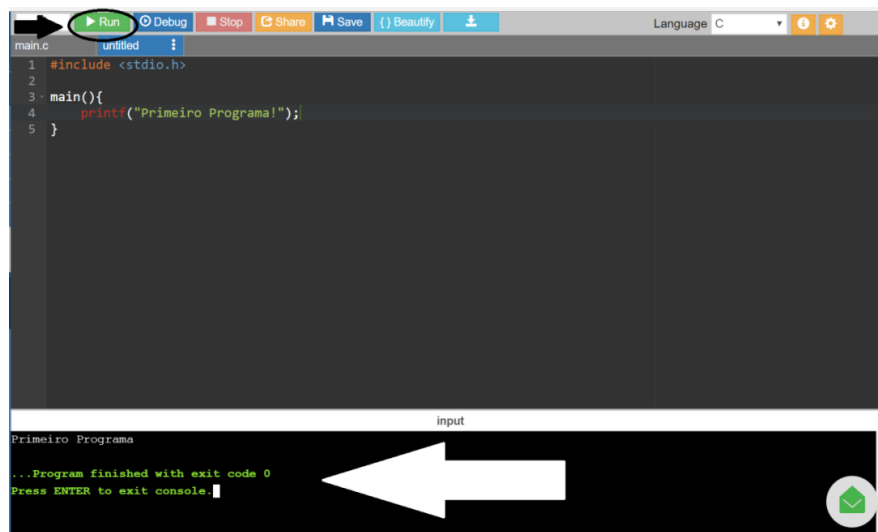 Run Debug Stop Share Save { } Beautify Language C
main.c untitled
1 #include <stdio.h>
2
3 main(){
4 printf("Primeiro Programa!");
5 }
input
Primeiro Programa
...Program finished with exit code 0
Press ENTER to exit console.